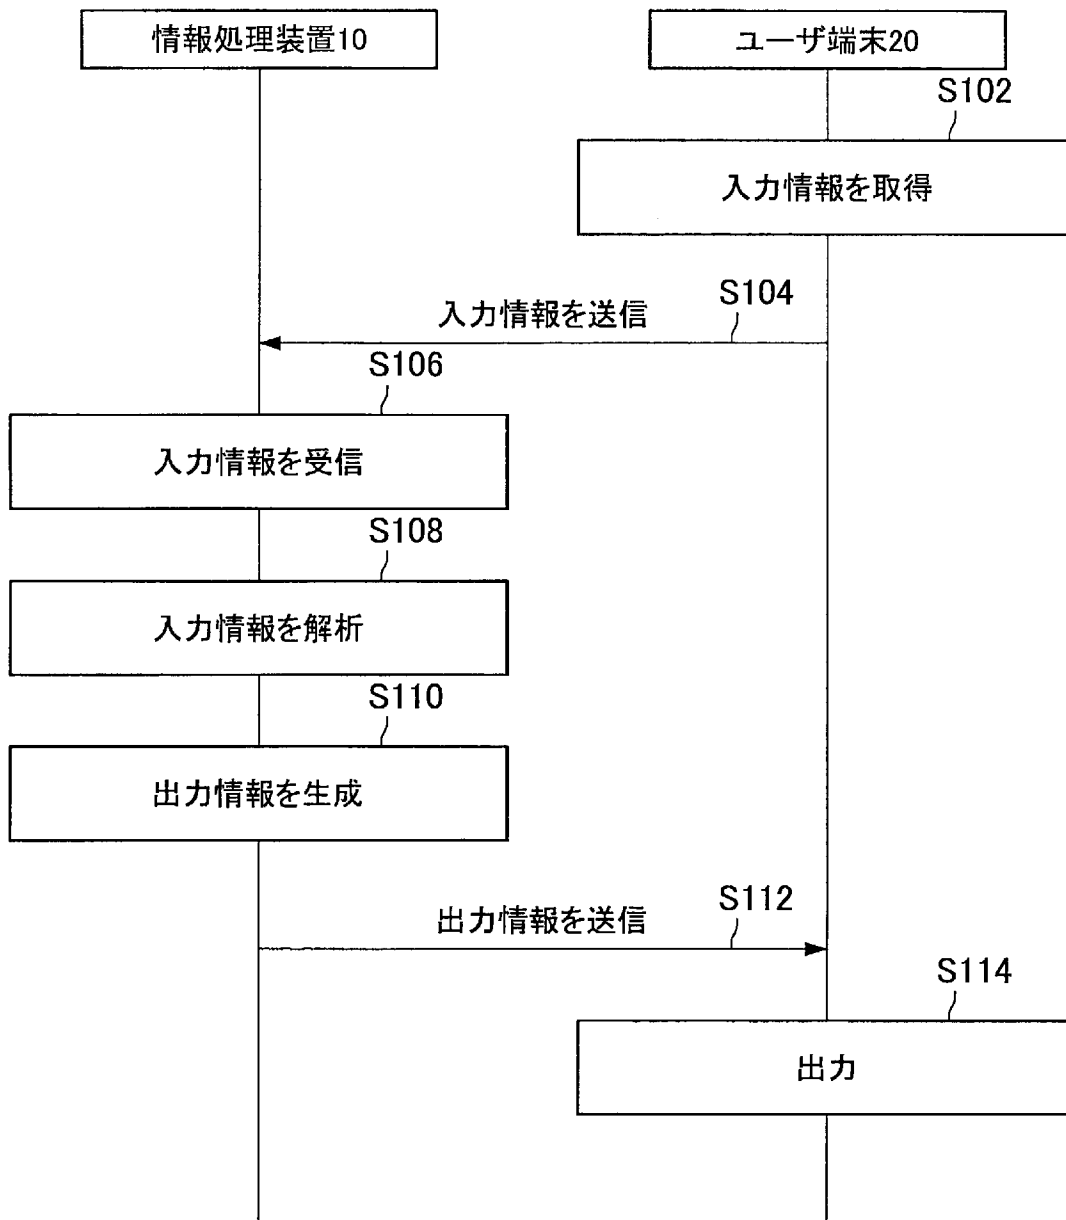 情報処理装置10
ユーザ端末20
S102
入力情報を取得
S104
入力情報を送信
S106
入力情報を受信
S108
入力情報を解析
S110
出力情報を生成
S112
出力情報を送信
S114
出力